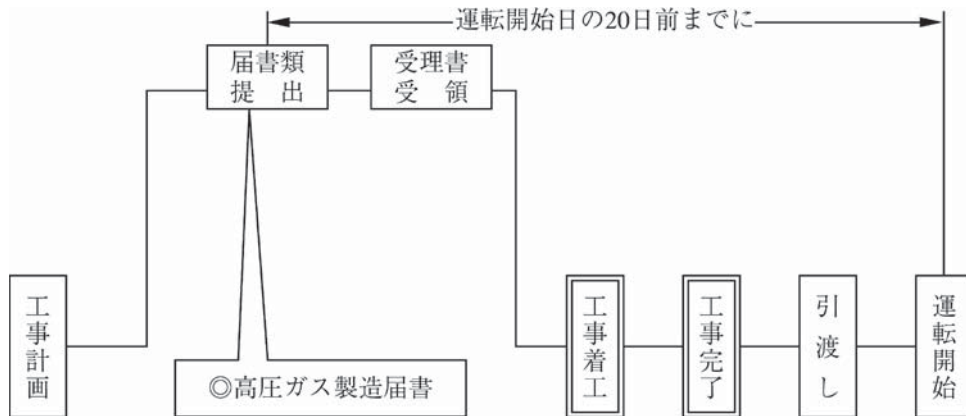 運転開始日の20日前までに
届書類
提 出
受理書
受 領
工事計画
◎高圧ガス製造届書
工事着工
工事完了
引渡し
運転開始